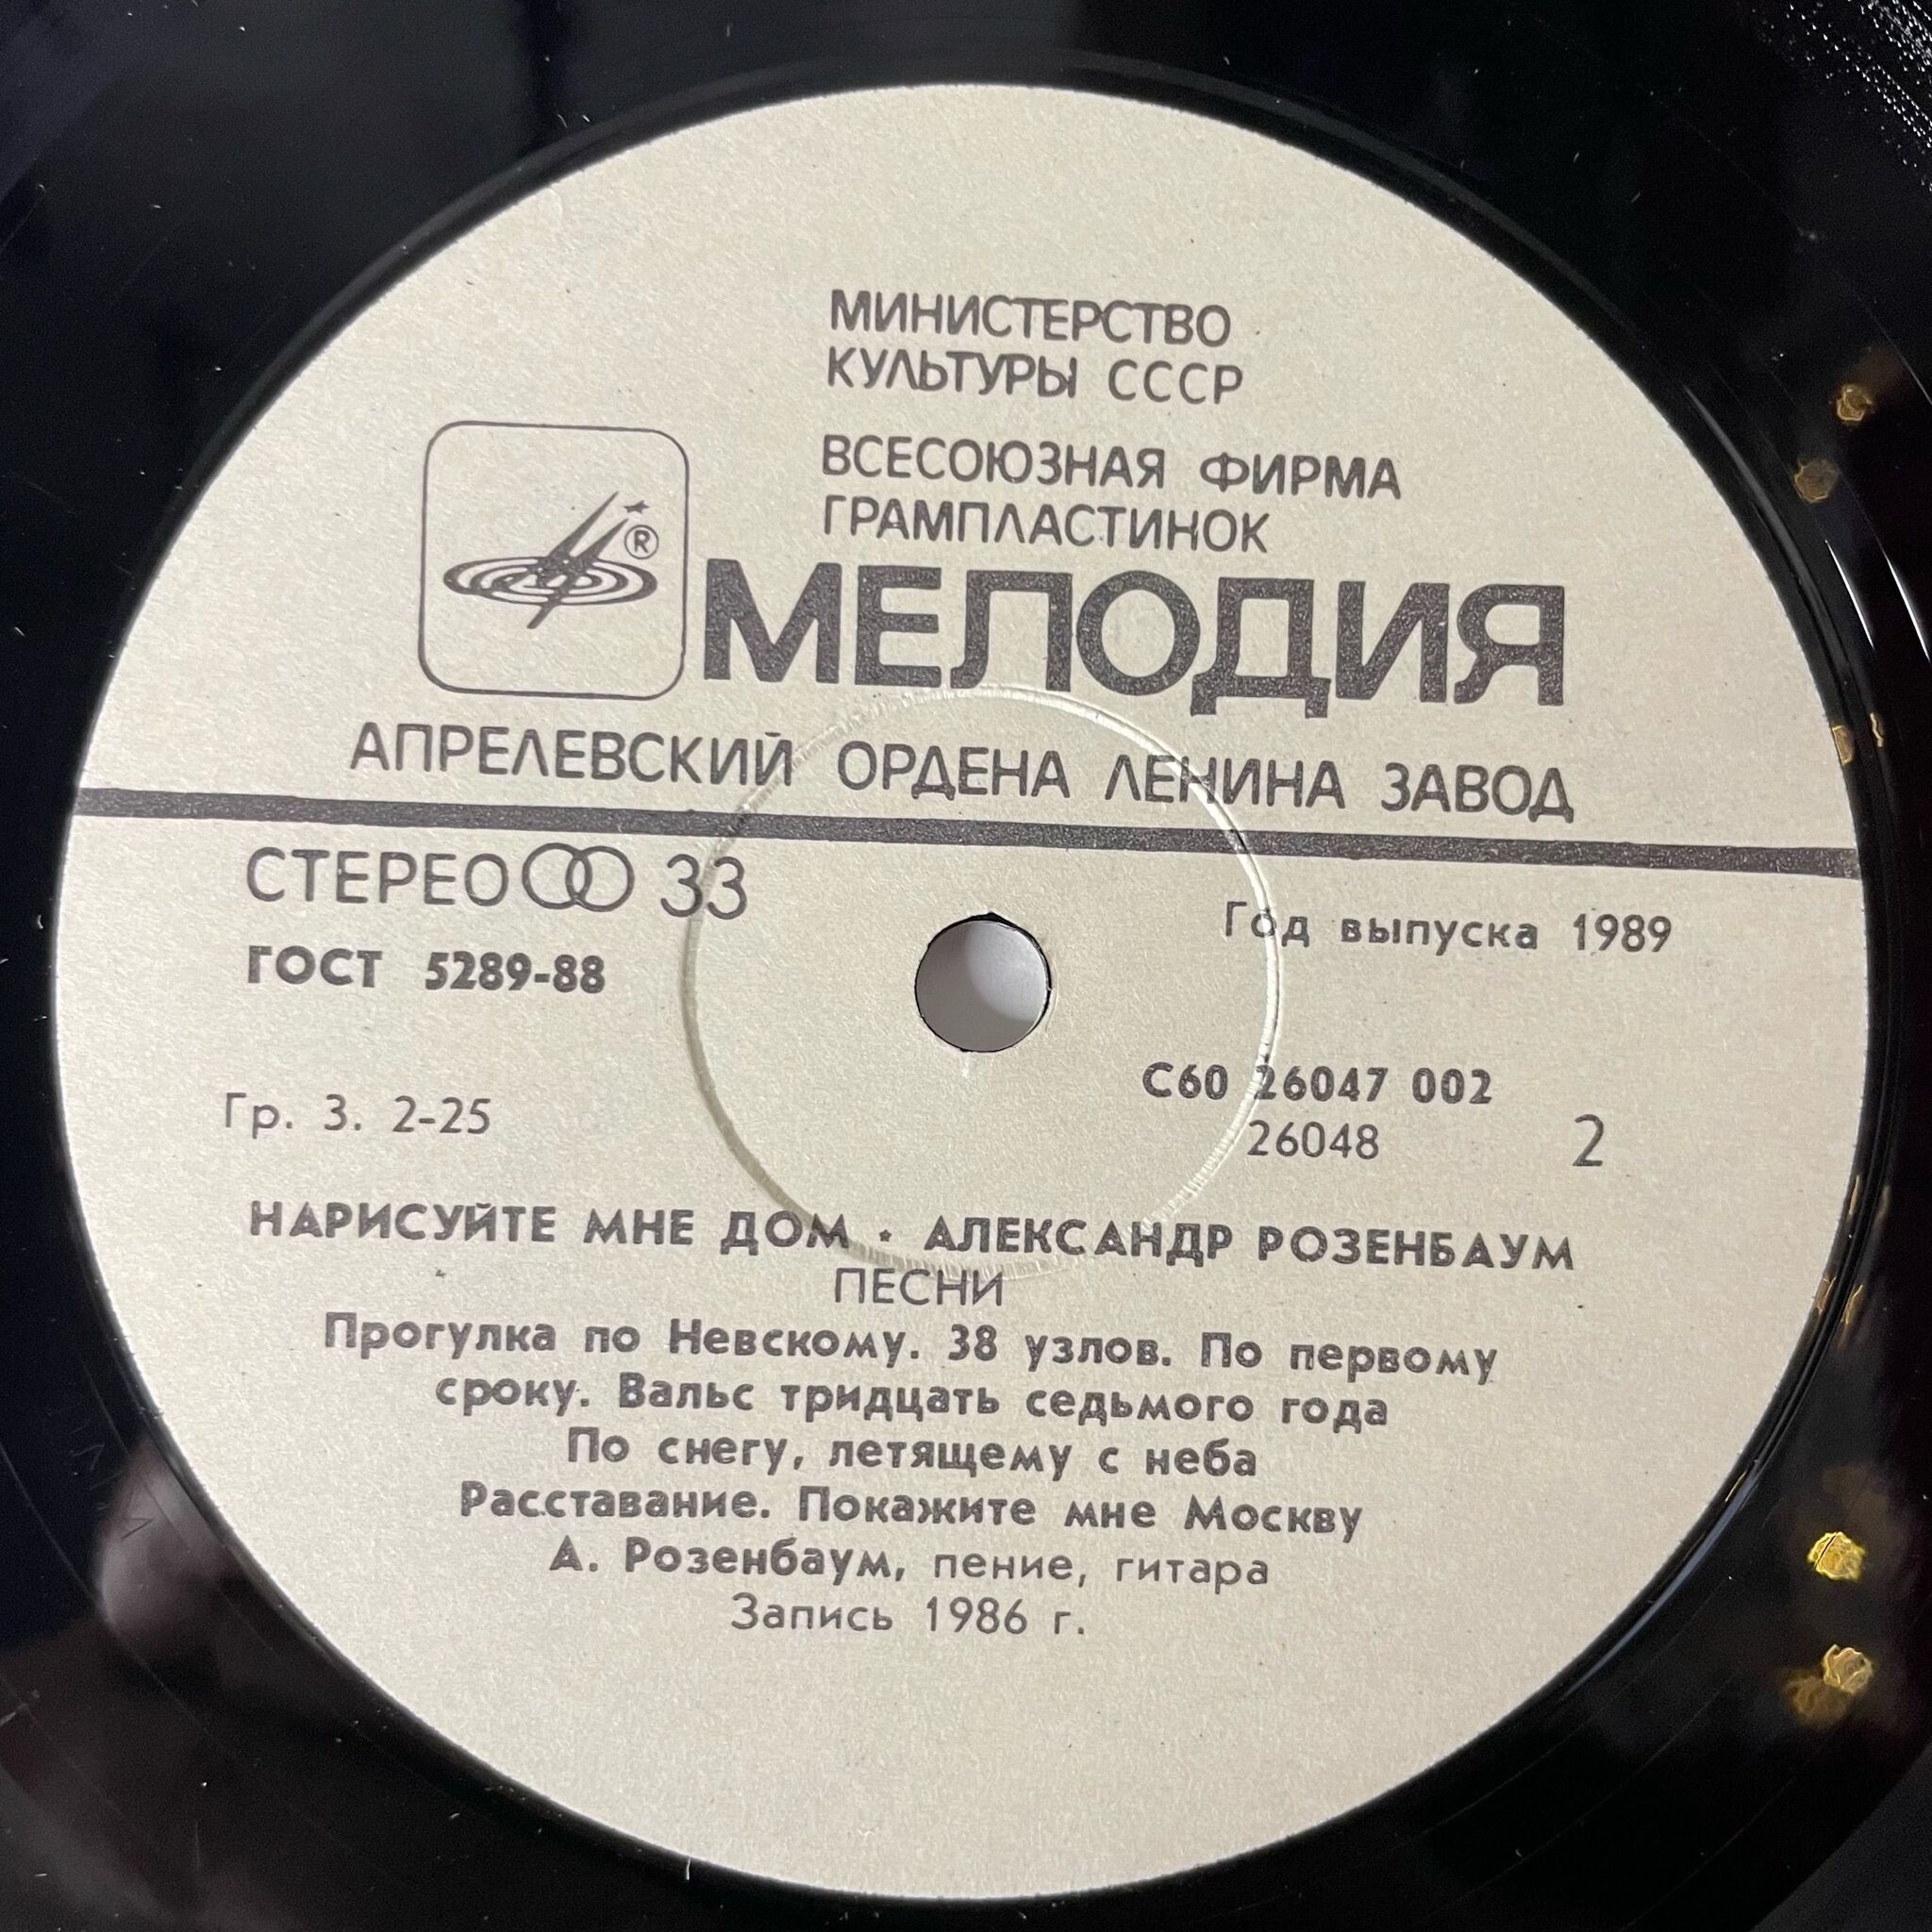 МИНИСТЕРСТВО
КУЛЬТУРЫ СССР
ВСЕСОЮЗНАЯ ФИРМА
ГРАМПЛАСТИНОК
®
МЕЛОДИЯ
АПРЕЛЕВСКИЙ ОРДЕНА ЛЕНИНА ЗАВОД
СТЕРЕО 33
Год выпуска 1989
ГОСТ 5289-88
С60 26047 002
Гр. 3. 2-25
26048
2
НАРИСУЙТЕ МНЕ ДОМ · АЛЕКСАНДР РОЗЕНБАУМ
ПЕСНИ
Прогулка по Невскому. 38 узлов. По первому
сроку. Вальс тридцать седьмого года
По снегу, летящему с неба
Расставание. Покажите мне Москву
А. Розенбаум, пение, гитара
Запись 1986 г.